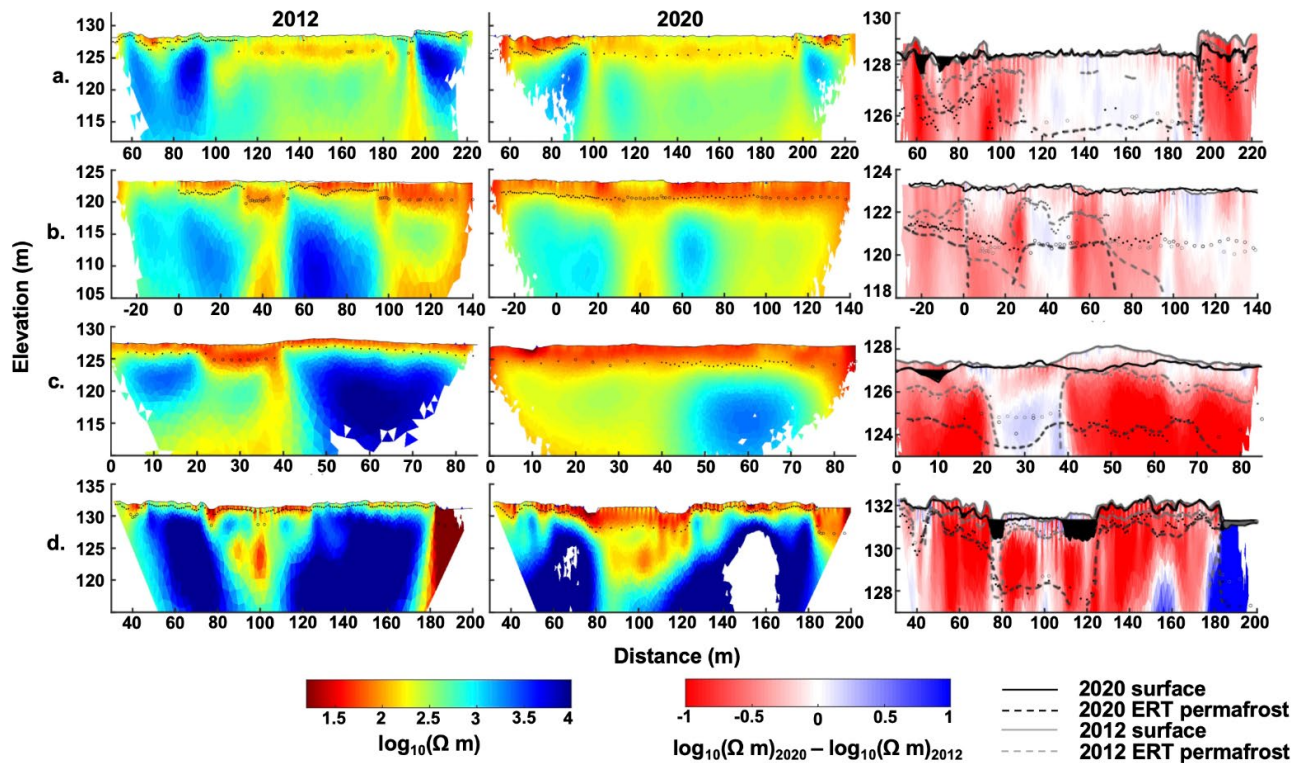 2012 2020
a.
130
125
120
115
60 80 100 120 140 160 180 200 220
60 80 100 120 140 160 180 200 220
130
128
126
60 80 100 120 140 160 180 200 220
b.
125
120
115
110
105
-20 0 20 40 60 80 100 120 140
-20 0 20 40 60 80 100 120 140
124
122
120
118
-20 0 20 40 60 80 100 120 140
Elevation (m)
c.
130
125
120
115
110
0 10 20 30 40 50 60 70 80
0 10 20 30 40 50 60 70 80
128
126
124
0 10 20 30 40 50 60 70 80
d.
135
130
125
120
40 60 80 100 120 140 160 180 200
40 60 80 100 120 140 160 180 200
132
130
128
40 60 80 100 120 140 160 180 200
Distance (m)
1.5 2 2.5 3 3.5 4
log₁₀(Ω m)
-1 -0.5 0 0.5 1
log₁₀(Ω m)₂₀₂₀ – log₁₀(Ω m)₂₀₁₂
2020 surface
2020 ERT permafrost
2012 surface
2012 ERT permafrost